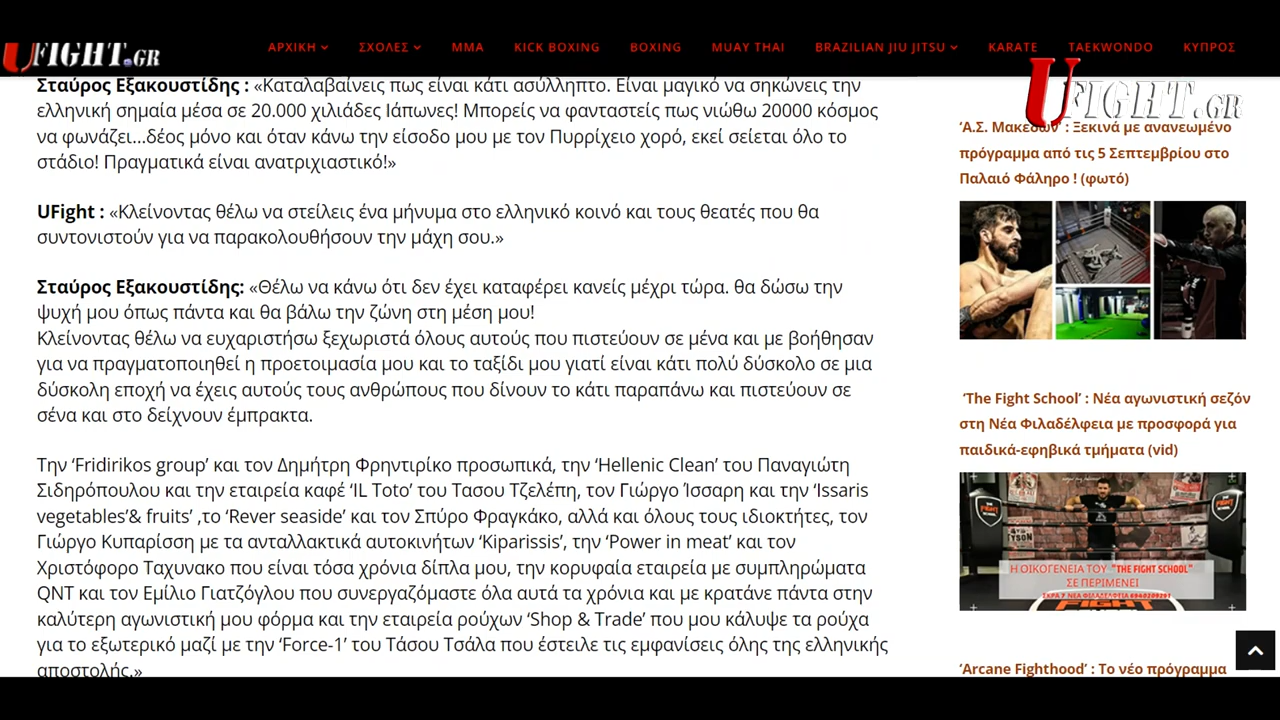 UFIGHT.GR
ΑΡΧΙΚΗ ΣΧΟΛΕΣ MMA KICK BOXING BOXING MUAY THAI BRAZILIAN JIU JITSU KARATE TAEKWONDO ΚΥΠΡΟΣ
Σταύρος Εξακουστίδης : «Καταλαβαίνεις πως είναι κάτι ασύλληπτο. Είναι μαγικό να σηκώνεις την
ελληνική σημαία μέσα σε 20.000 χιλιάδες Ιάπωνες! Μπορείς να φανταστείς πως νιώθω 20000 κόσμος
να φωνάζει...δέος μόνο και όταν κάνω την είσοδο μου με τον Πυρρίχειο χορό, εκεί σείεται όλο το
στάδιο! Πραγματικά είναι ανατριχιαστικό!»
UFight : «Κλείνοντας θέλω να στείλεις ένα μήνυμα στο ελληνικό κοινό και τους θεατές που θα
συντονιστούν για να παρακολουθήσουν την μάχη σου.»
Σταύρος Εξακουστίδης: «Θέλω να κάνω ότι δεν έχει καταφέρει κανείς μέχρι τώρα. θα δώσω την
ψυχή μου όπως πάντα και θα βάλω την ζώνη στη μέση μου!
Κλείνοντας θέλω να ευχαριστήσω ξεχωριστά όλους αυτούς που πιστεύουν σε μένα και με βοήθησαν
για να πραγματοποιηθεί η προετοιμασία μου και το ταξίδι μου γιατί είναι κάτι πολύ δύσκολο σε μια
δύσκολη εποχή να έχεις αυτούς τους ανθρώπους που δίνουν το κάτι παραπάνω και πιστεύουν σε
σένα και στο δείχνουν έμπρακτα.
Την ‘Fridirikos group’ και τον Δημήτρη Φρηντιρίκο προσωπικά, την ‘Hellenic Clean’ του Παναγιώτη
Σιδηρόπουλου και την εταιρεία καφέ ‘IL Toto’ του Τασου Τζελέπη, τον Γιώργο Ίσσαρη και την ‘Issaris
vegetables’& fruits’ ,το ‘Rever seaside’ και τον Σπύρο Φραγκάκο, αλλά και όλους τους ιδιοκτήτες, τον
Γιώργο Κυπαρίσση με τα ανταλλακτικά αυτοκινήτων ‘Kiparissis’, την ‘Power in meat’ και τον
Χριστόφορο Ταχυνακο που είναι τόσα χρόνια δίπλα μου, την κορυφαία εταιρεία με συμπληρώματα
QNT και τον Εμίλιο Γιατζόγλου που συνεργαζόμαστε όλα αυτά τα χρόνια και με κρατάνε πάντα στην
καλύτερη αγωνιστική μου φόρμα και την εταιρεία ρούχων ‘Shop & Trade’ που μου κάλυψε τα ρούχα
για το εξωτερικό μαζί με την ‘Force-1’ του Τάσου Τσάλα που έστειλε τις εμφανίσεις όλης της ελληνικής
αποστολής.»
UFIGHT.GR
‘Α.Σ. Μακεδών’ : Ξεκινά με ανανεωμένο
πρόγραμμα από τις 5 Σεπτεμβρίου στο
Παλαιό Φάληρο ! (φωτό)
‘The Fight School’ : Νέα αγωνιστική σεζόν
στη Νέα Φιλαδέλφεια με προσφορά για
παιδικά-εφηβικά τμήματα (vid)
Η ΟΙΚΟΓΕΝΕΙΑ ΤΟΥ "THE FIGHT SCHOOL"
ΣΕ ΠΕΡΙΜΕΝΕΙ
‘Arcane Fighthood’ : Το νέο πρόγραμμα